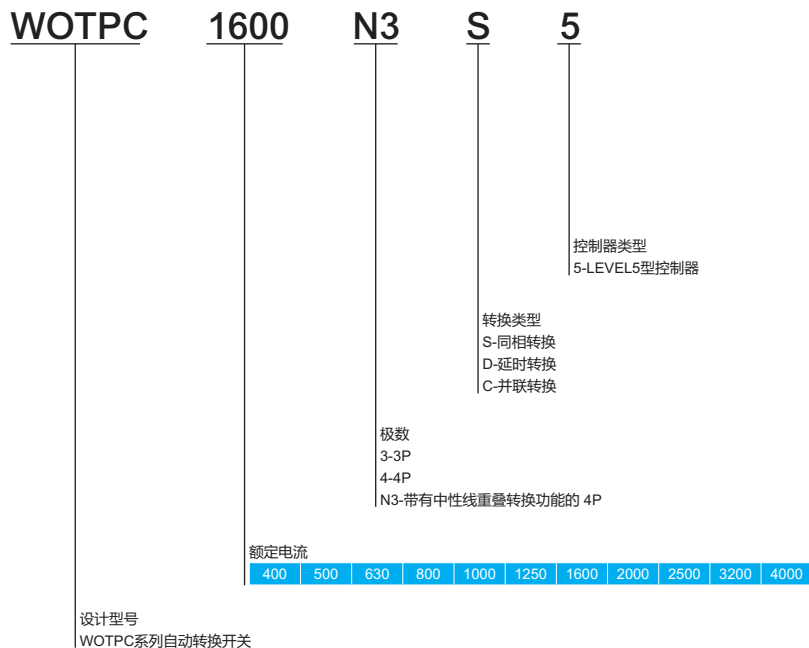 WOTPC 1600 N3 S 5
控制器类型
5-LEVEL5型控制器
转换类型
S-同相转换
D-延时转换
C-并联转换
极数
3-3P
4-4P
N3-带有中性线重叠转换功能的 4P
额定电流
400 500 630 800 1000 1250 1600 2000 2500 3200 4000
设计型号
WOTPC系列自动转换开关